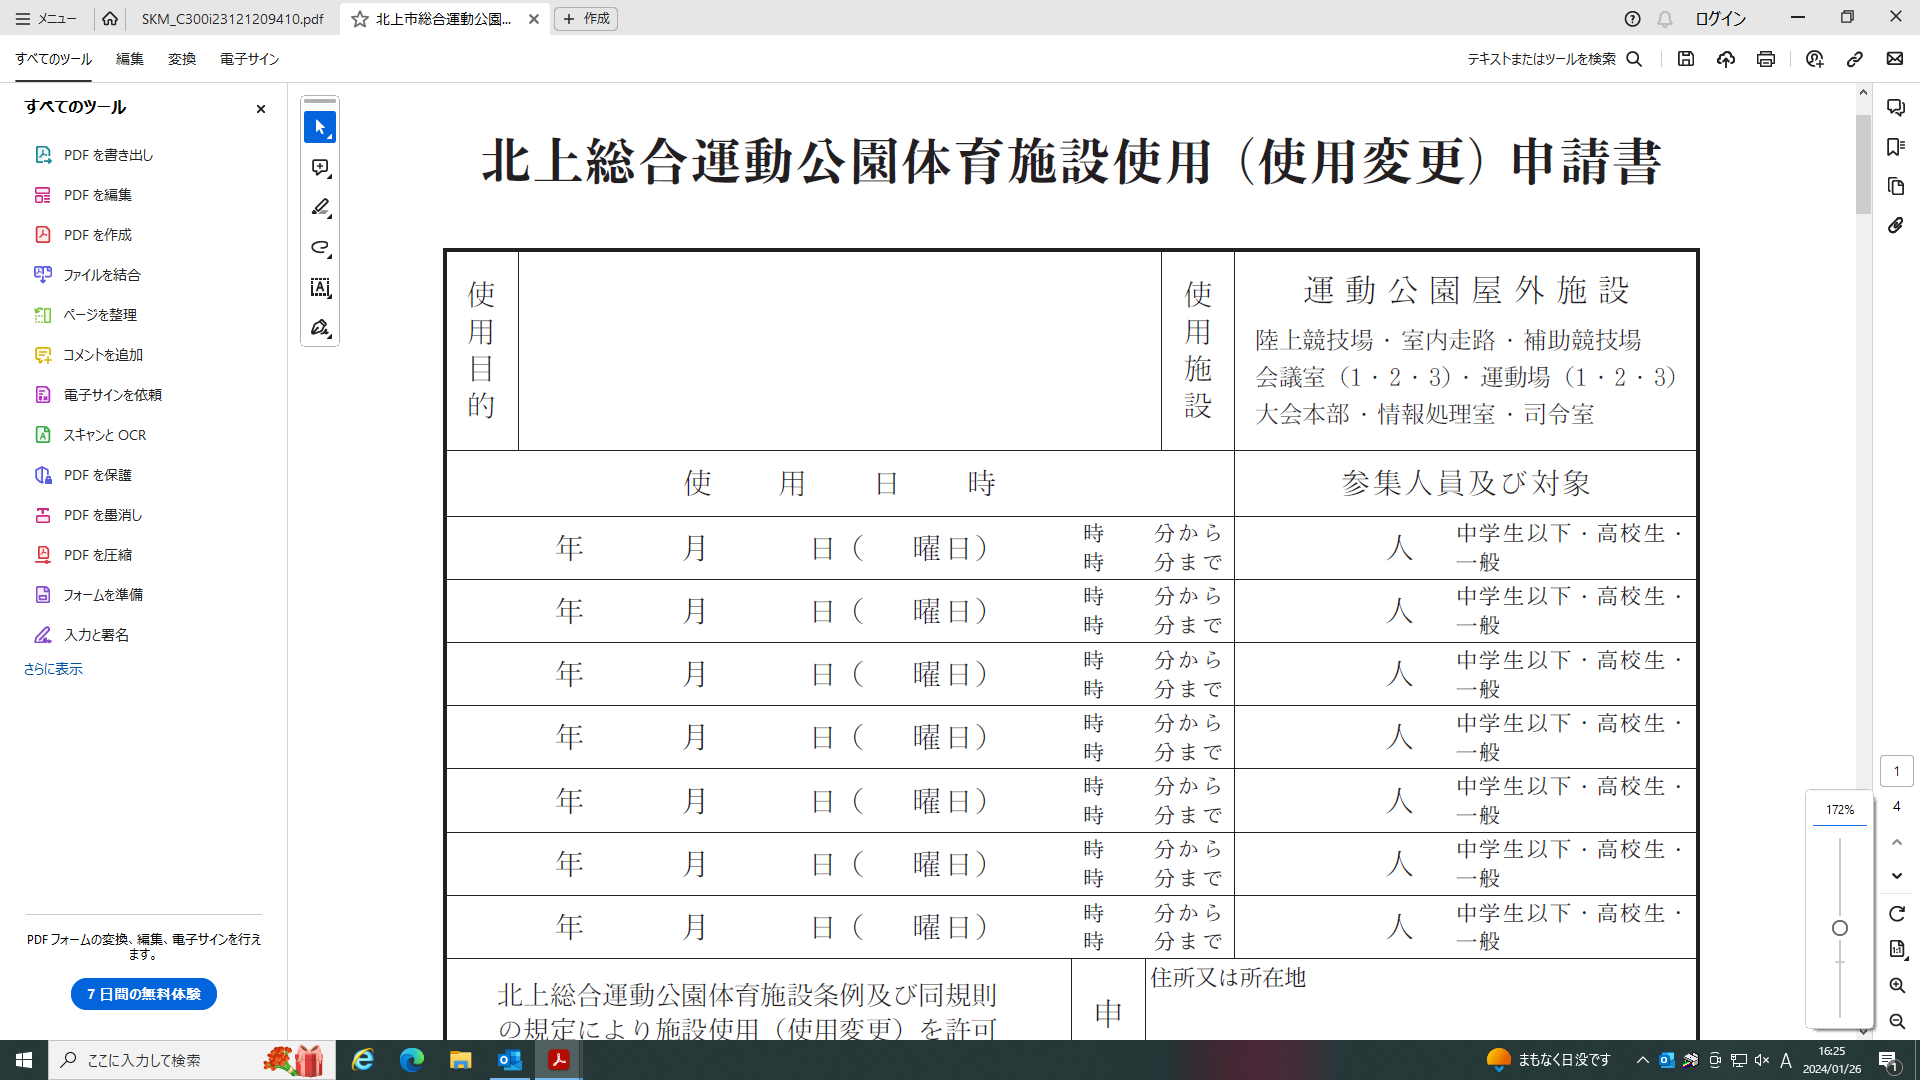 メニュー
SKM_C300i23121209410.pdf
北上市総合運動公園...
作成
ログイン
すべてのツール
編集
変換
電子サイン
テキストまたはツールを検索
すべてのツール
PDF を書き出し
PDF を編集
PDF を作成
ファイルを結合
ページを整理
コメントを追加
電子サインを依頼
スキャンと OCR
PDF を保護
PDF を墨消し
PDF を圧縮
フォームを準備
入力と署名
さらに表示
PDF フォームの変換、編集、電子サインを行え
ます。
7 日間の無料体験
北上総合運動公園体育施設使用（使用変更）申請書
使用目的
使用施設
運動公園屋外施設
陸上競技場・室内走路・補助競技場
会議室（1・2・3）・運動場（1・2・3）
大会本部・情報処理室・司令室
使用日時
参集人員及び対象
年 月 日（ 曜日） 時 分から 人 中学生以下・高校生・
時 分まで 一般
年 月 日（ 曜日） 時 分から 人 中学生以下・高校生・
時 分まで 一般
年 月 日（ 曜日） 時 分から 人 中学生以下・高校生・
時 分まで 一般
年 月 日（ 曜日） 時 分から 人 中学生以下・高校生・
時 分まで 一般
年 月 日（ 曜日） 時 分から 人 中学生以下・高校生・
時 分まで 一般
年 月 日（ 曜日） 時 分から 人 中学生以下・高校生・
時 分まで 一般
年 月 日（ 曜日） 時 分から 人 中学生以下・高校生・
時 分まで 一般
北上総合運動公園体育施設条例及び同規則
の規定により施設使用（使用変更）を許可
申
住所又は所在地
1
4
172%
ここに入力して検索
まもなく日没です
A
16:25
2024/01/26
1